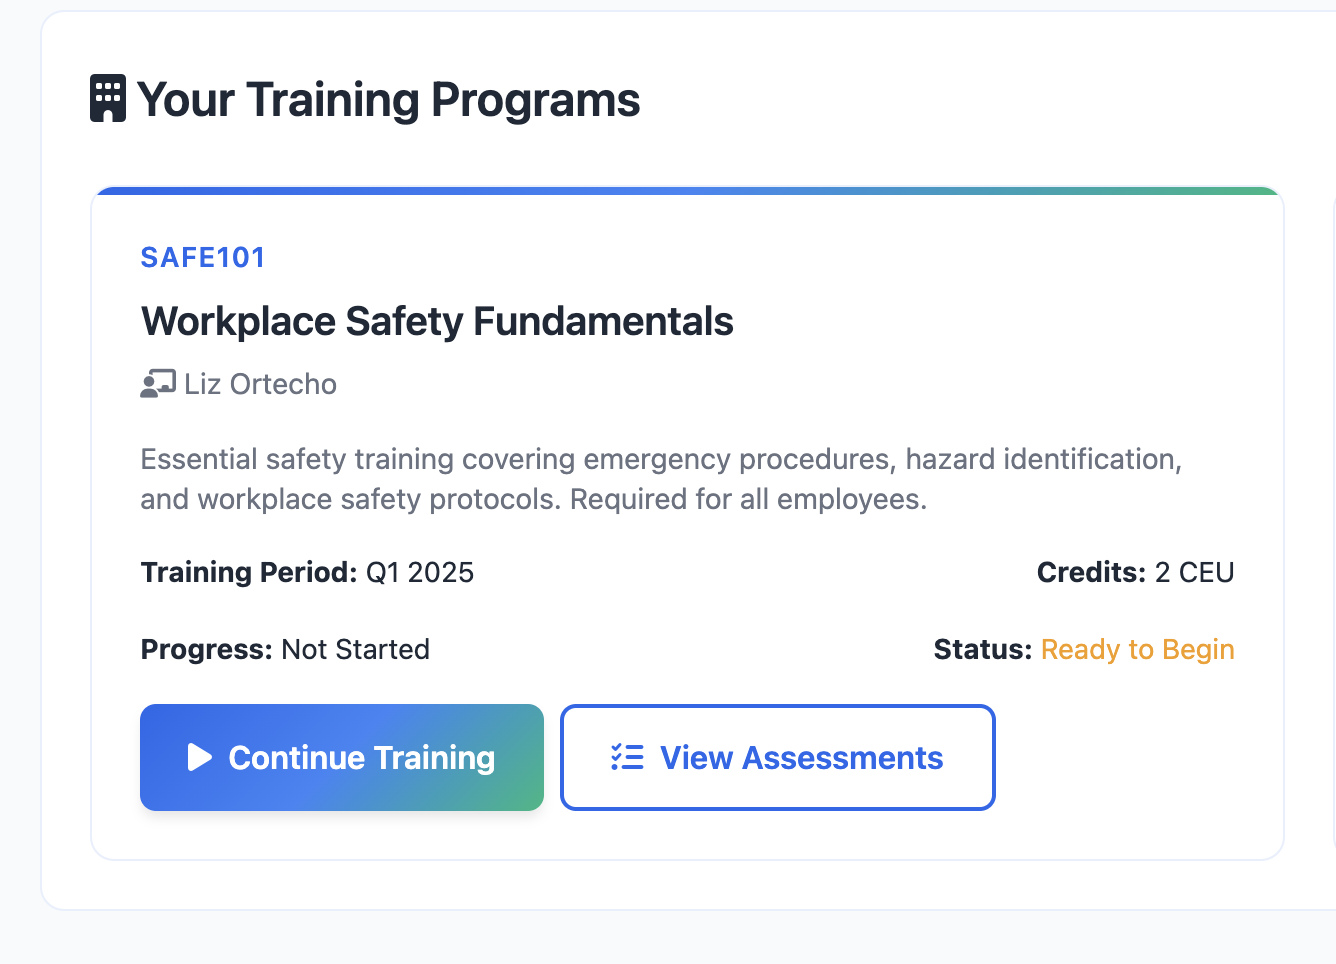 Your Training Programs
SAFE101
Workplace Safety Fundamentals
Liz Ortecho
Essential safety training covering emergency procedures, hazard identification,
and workplace safety protocols. Required for all employees.
Training Period: Q1 2025
Credits: 2 CEU
Progress: Not Started
Status: Ready to Begin
Continue Training
View Assessments